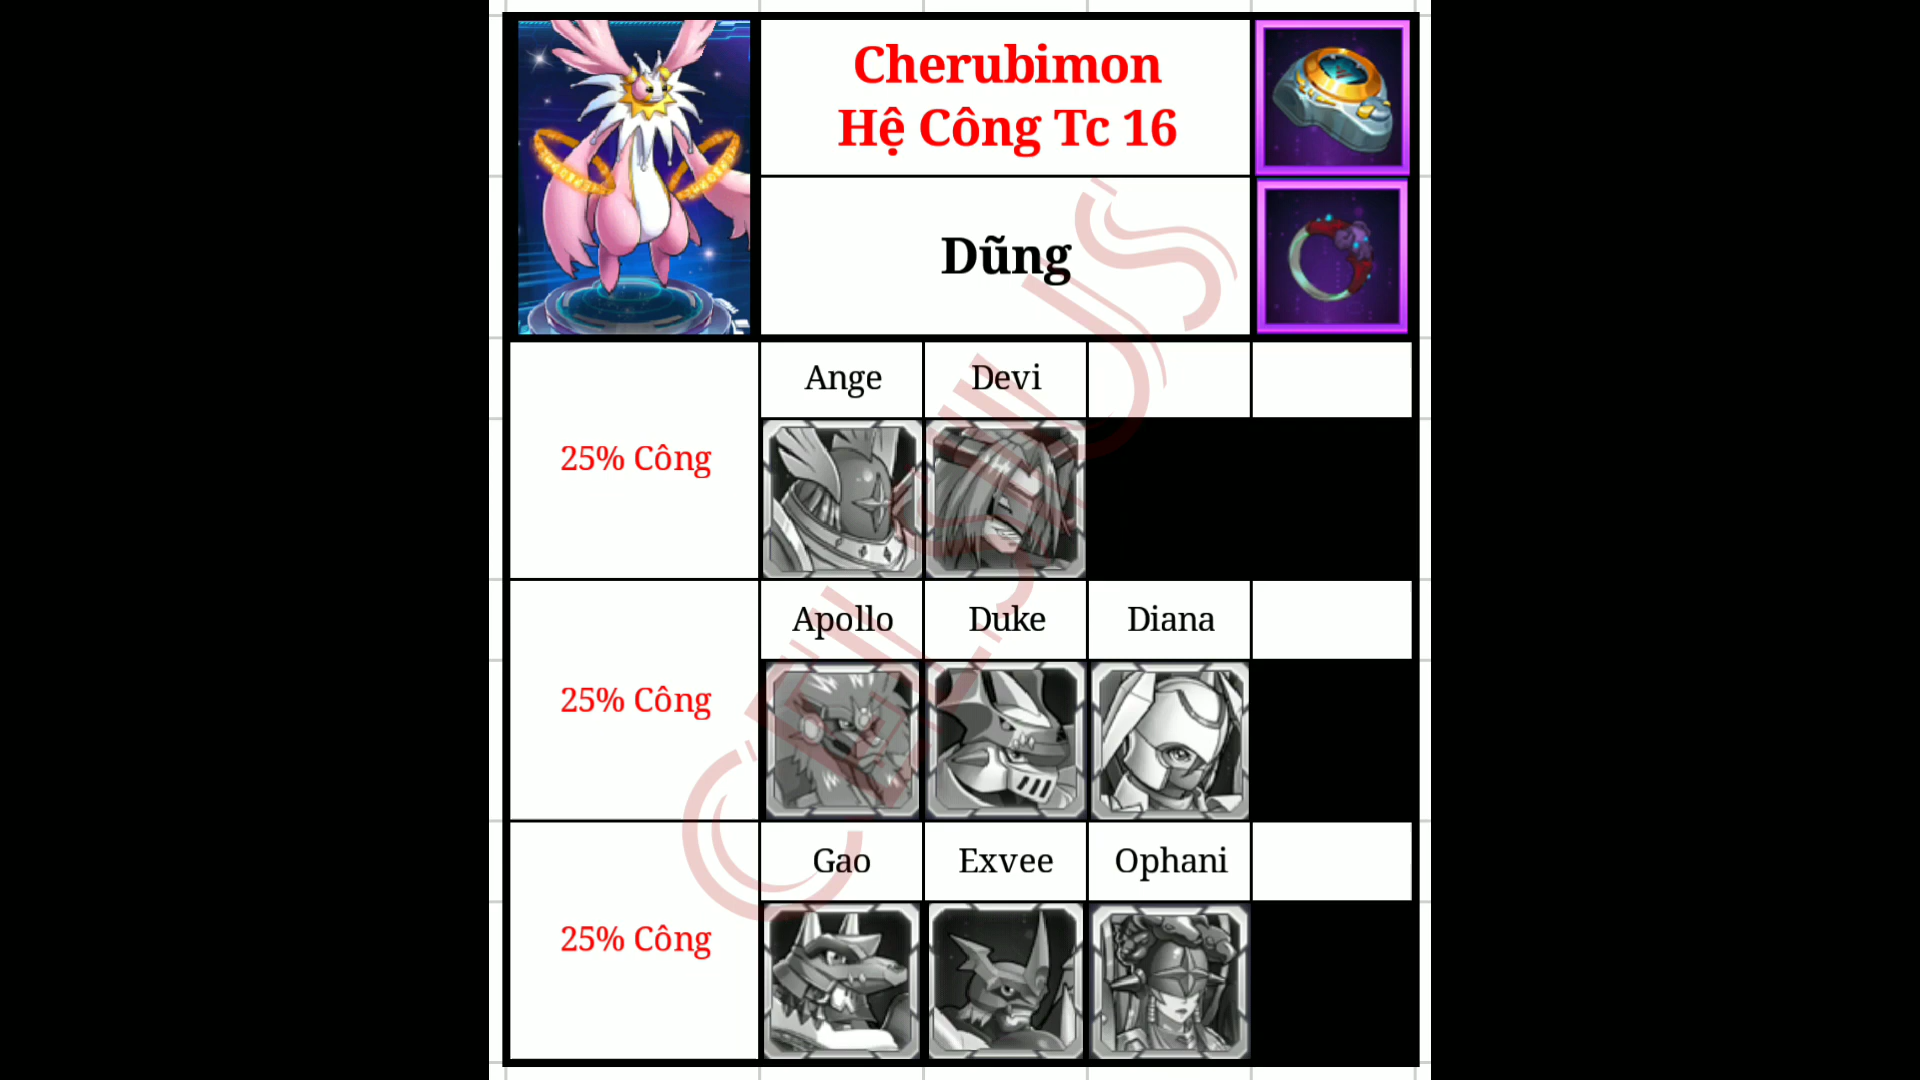 Cherubimon
Hệ Công Tc 16
Dũng
Ange Devi
25% Công
Apollo Duke Diana
25% Công
Gao Exvee Ophani
25% Công